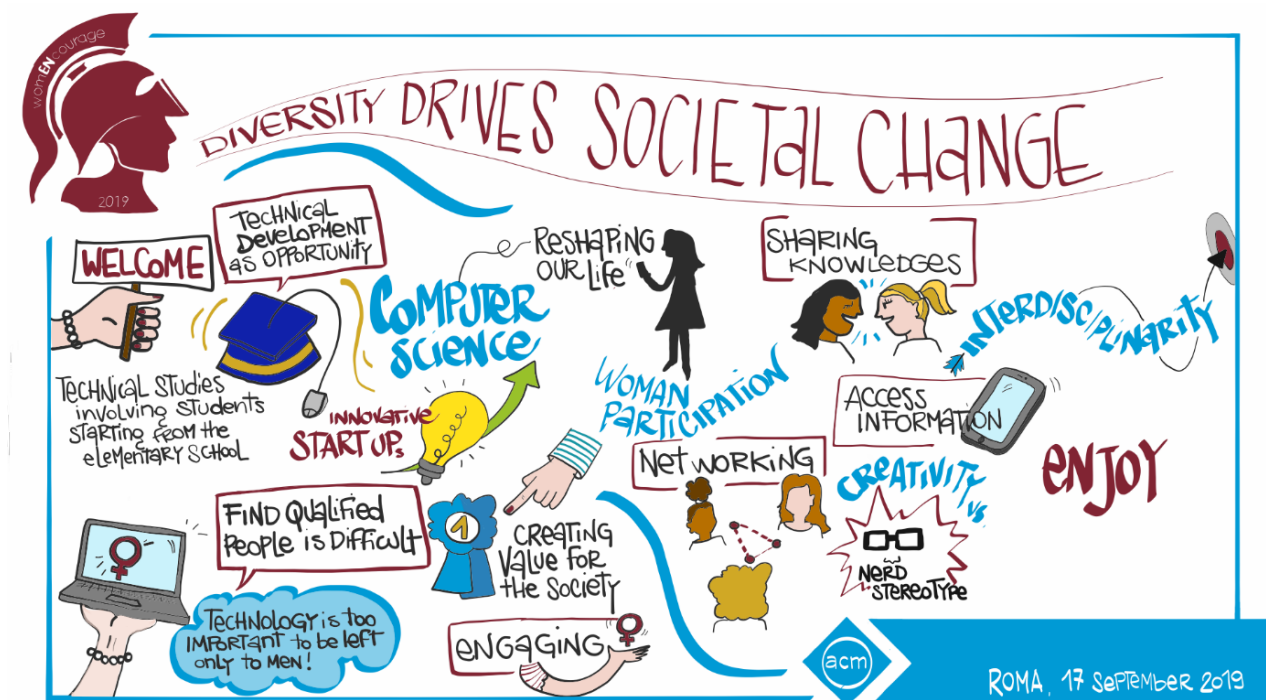 womENcourage
2019
DIVERSITY DRIVES SOCIETAL CHANGE
WELCOME
TECHNICAL
DEVELOPMENT
AS OPPORTUNITY
TECHNICAL STUDIES
involving STUDENTS
STARTING FROM the
ELEMENTARY SCHOOL
COMPUTER
SCIENCE
RESHAPING
OUR LIFE"
INNOVATIVE
START UPs
WOMAN
PARTICIPATION
SHARING
KNOWLEDGES
INTERDISCIPLINARITY
ACCESS
INFORMATION
ENJOY
NETWORKING
CREATIVITY
VS.
NERD
STEREOTYPE
FIND QUALIFIED
PEOPLE is DIFFICULT
TECHNOLOGY is too
IMPORTANT to be left
only to MEN!
1
CREATING
VALUE FOR
the SOCIETY
ENGAGING
acm
ROMA, 17 SEPTEMBER 2019